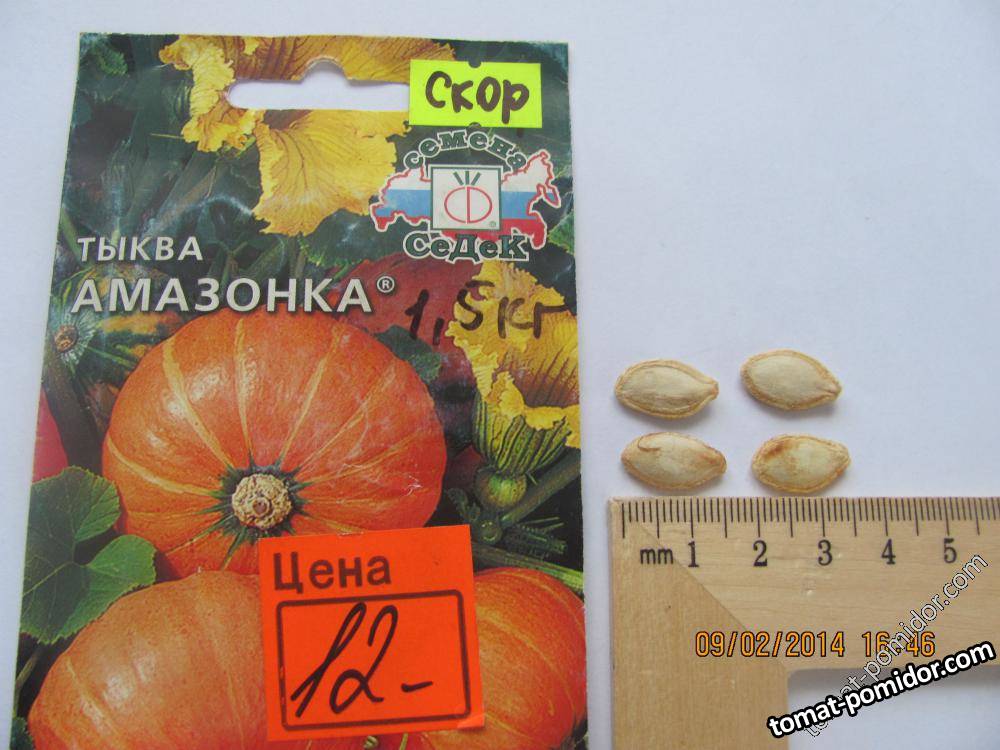 Скор
семена
СеДеК
ТЫКВА
АМАЗОНКА®
1,5кг
Цена
12-
mm 1 2 3 4 5
09/02/2014 16:46
tomat-pomidor.com
tomat-pomidor.com